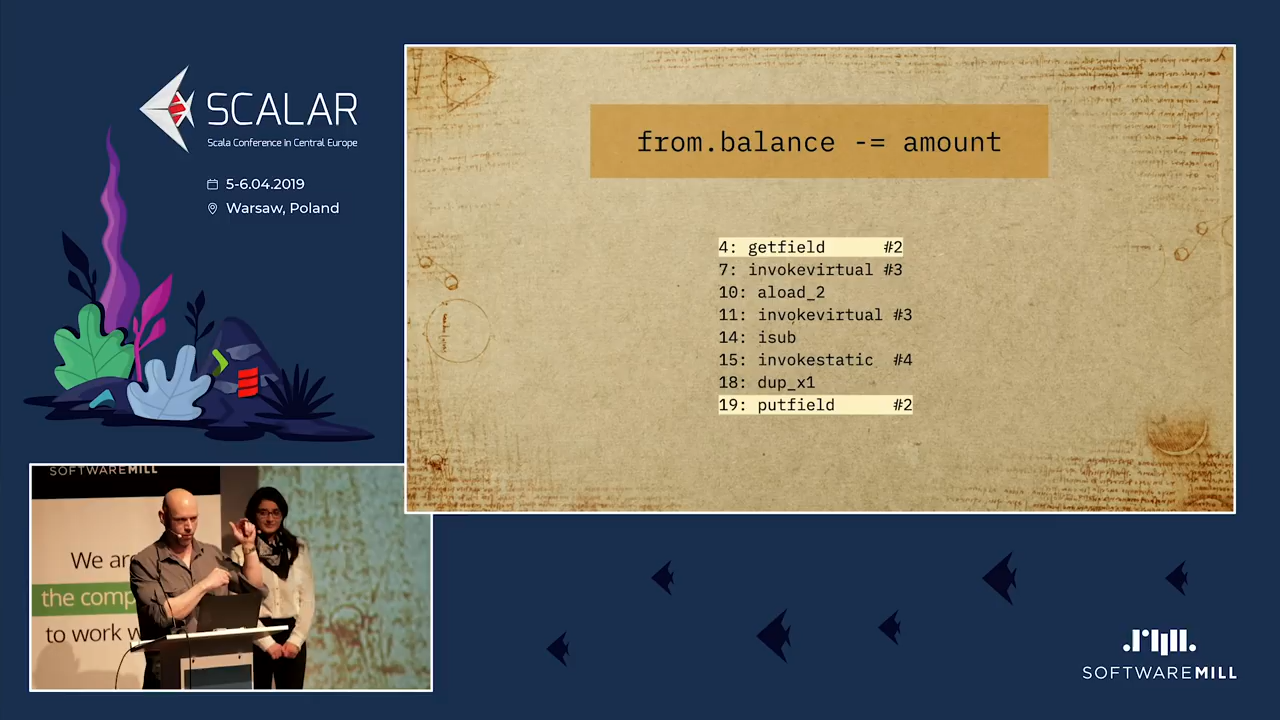 SCALAR
Scala Conference in Central Europe
5-6.04.2019
Warsaw, Poland
from.balance -= amount
4: getfield #2
7: invokevirtual #3
10: aload_2
11: invokevirtual #3
14: isub
15: invokestatic #4
18: dup_x1
19: putfield #2
SOFTWAREMILL
We are
the comp
to work w
SOFTWAREMILL